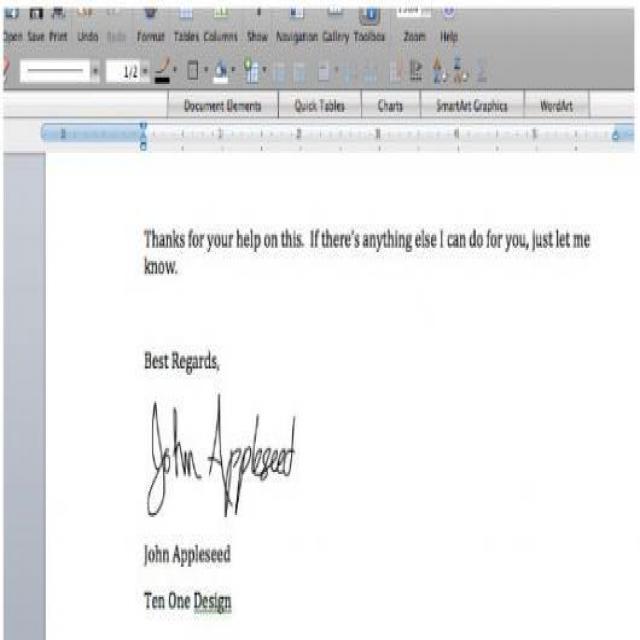 Open Save Print Undo Redo Format Tables Columns Show Navigation Gallery Toolbox Zoom Help
1/2
Document Elements Quick Tables Charts SmartArt Graphics WordArt
Thanks for your help on this. If there's anything else I can do for you, just let me
know.
Best Regards,
John Appleseed
John Appleseed
Ten One Design